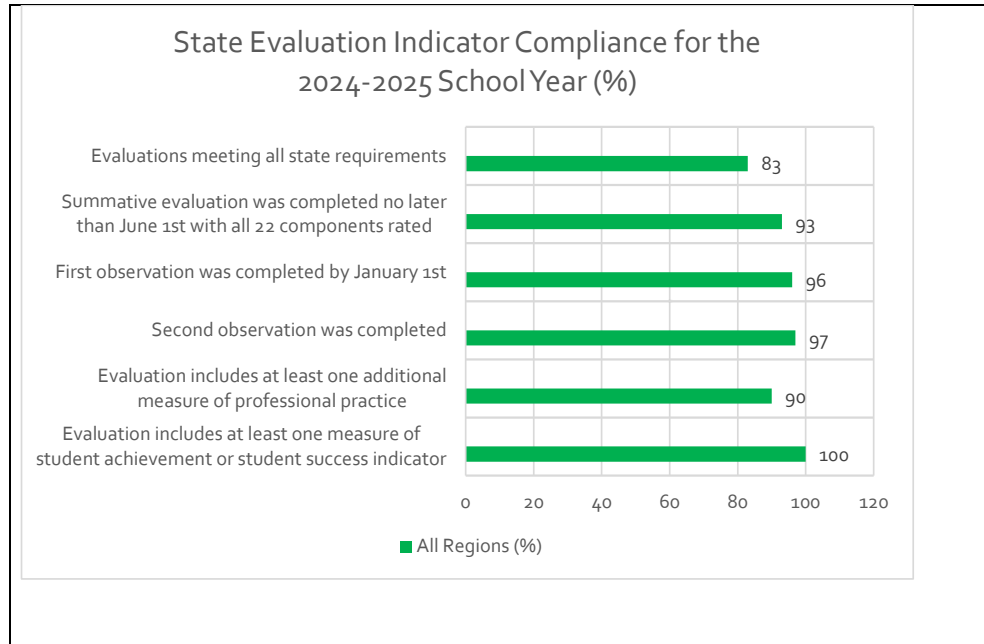 State Evaluation Indicator Compliance for the
2024-2025 School Year (%)
Evaluations meeting all state requirements
83
Summative evaluation was completed no later
than June 1st with all 22 components rated
93
First observation was completed by January 1st
96
Second observation was completed
97
Evaluation includes at least one additional
measure of professional practice
90
Evaluation includes at least one measure of
student achievement or student success indicator
100
0 20 40 60 80 100 120
All Regions (%)